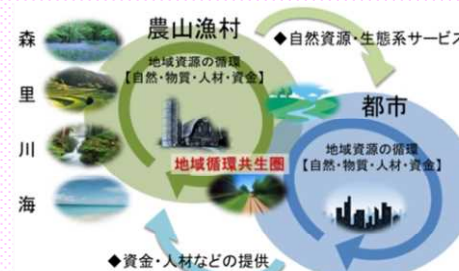 森
里
川
海
農山漁村
地域資源の循環
【自然・物質・人材・資金】
◆自然資源・生態系サービス
都市
地域資源の循環
【自然・物質・人材・資金】
地域循環共生圏
◆資金・人材などの提供